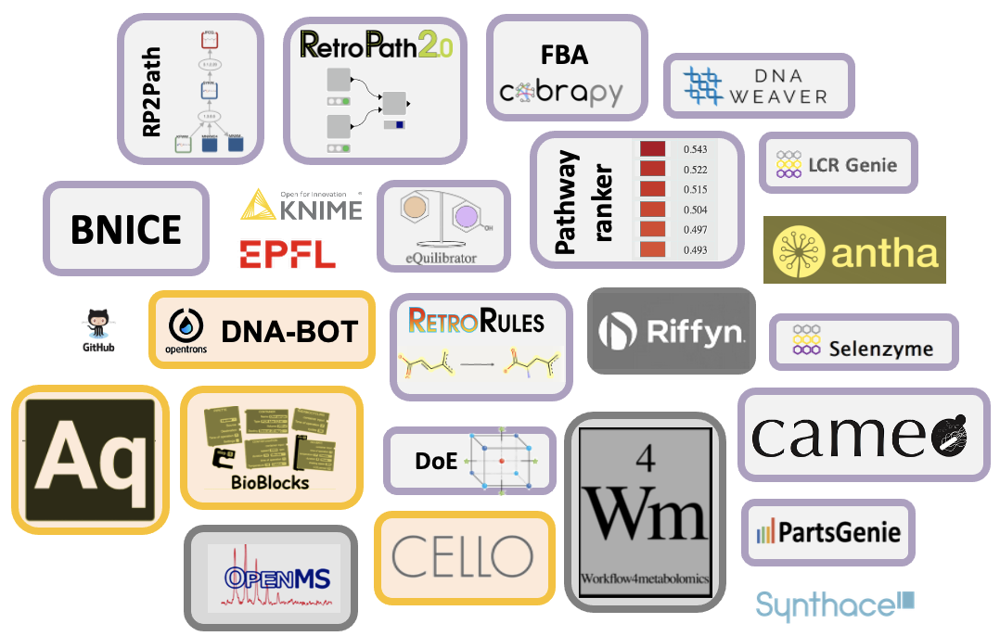 RP2Path
RetroPath2.0
FBA
cobrapy
DNA
WEAVER
Pathway
ranker
0.543
0.522
0.515
0.504
0.497
0.493
LCR Genie
BNICE
Open for Innovation
KNIME
EPFL
OH
eQuilibrator
antha
GitHub
opentrons
DNA-BOT
RETRORULES
Riffyn
Selenzyme
Aq
BioBlocks
DoE
4
Wm
Workflow4metabolomics
cameo
OPENMS
CELLO
PartsGenie
Synthace